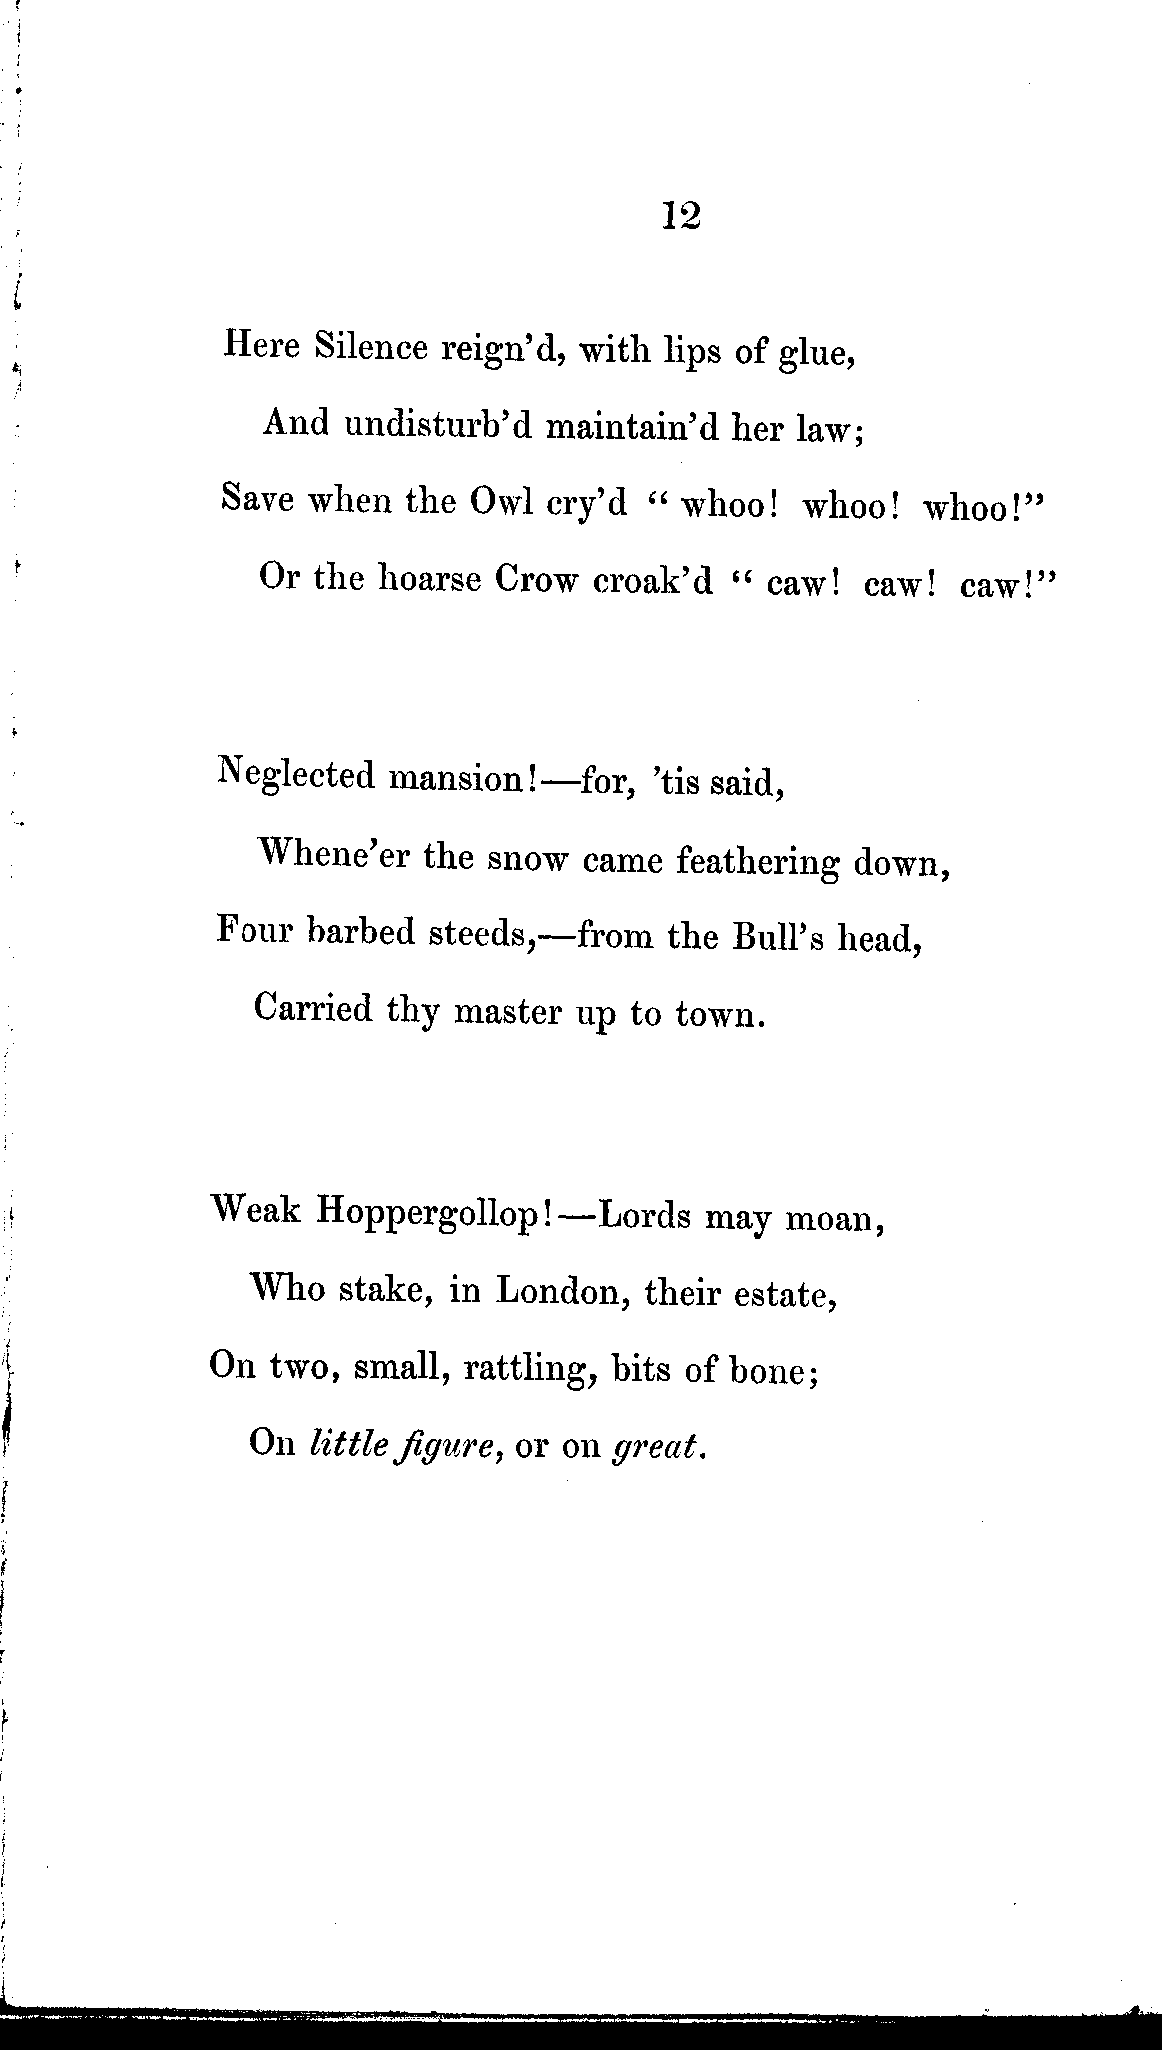 12
Here Silence reign'd, with lips of glue,
And undisturb'd maintain'd her law;
Save when the Owl cry'd “ whoo! whoo! whoo!”
Or the hoarse Crow croak'd “ caw! caw! caw!”
Neglected mansion!—for, 'tis said,
Whene'er the snow came feathering down,
Four barbed steeds,—from the Bull's head,
Carried thy master up to town.
Weak Hoppergollop!—Lords may moan,
Who stake, in London, their estate,
On two, small, rattling, bits of bone;
On little figure, or on great.